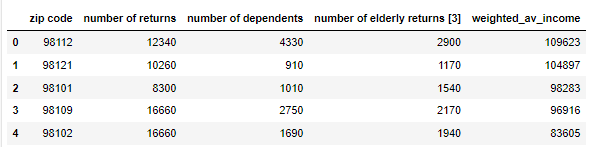 zip code number of returns number of dependents number of elderly returns [3] weighted_av_income
0 98112 12340 4330 2900 109623
1 98121 10260 910 1170 104897
2 98101 8300 1010 1540 98283
3 98109 16660 2750 2170 96916
4 98102 16660 1690 1940 83605